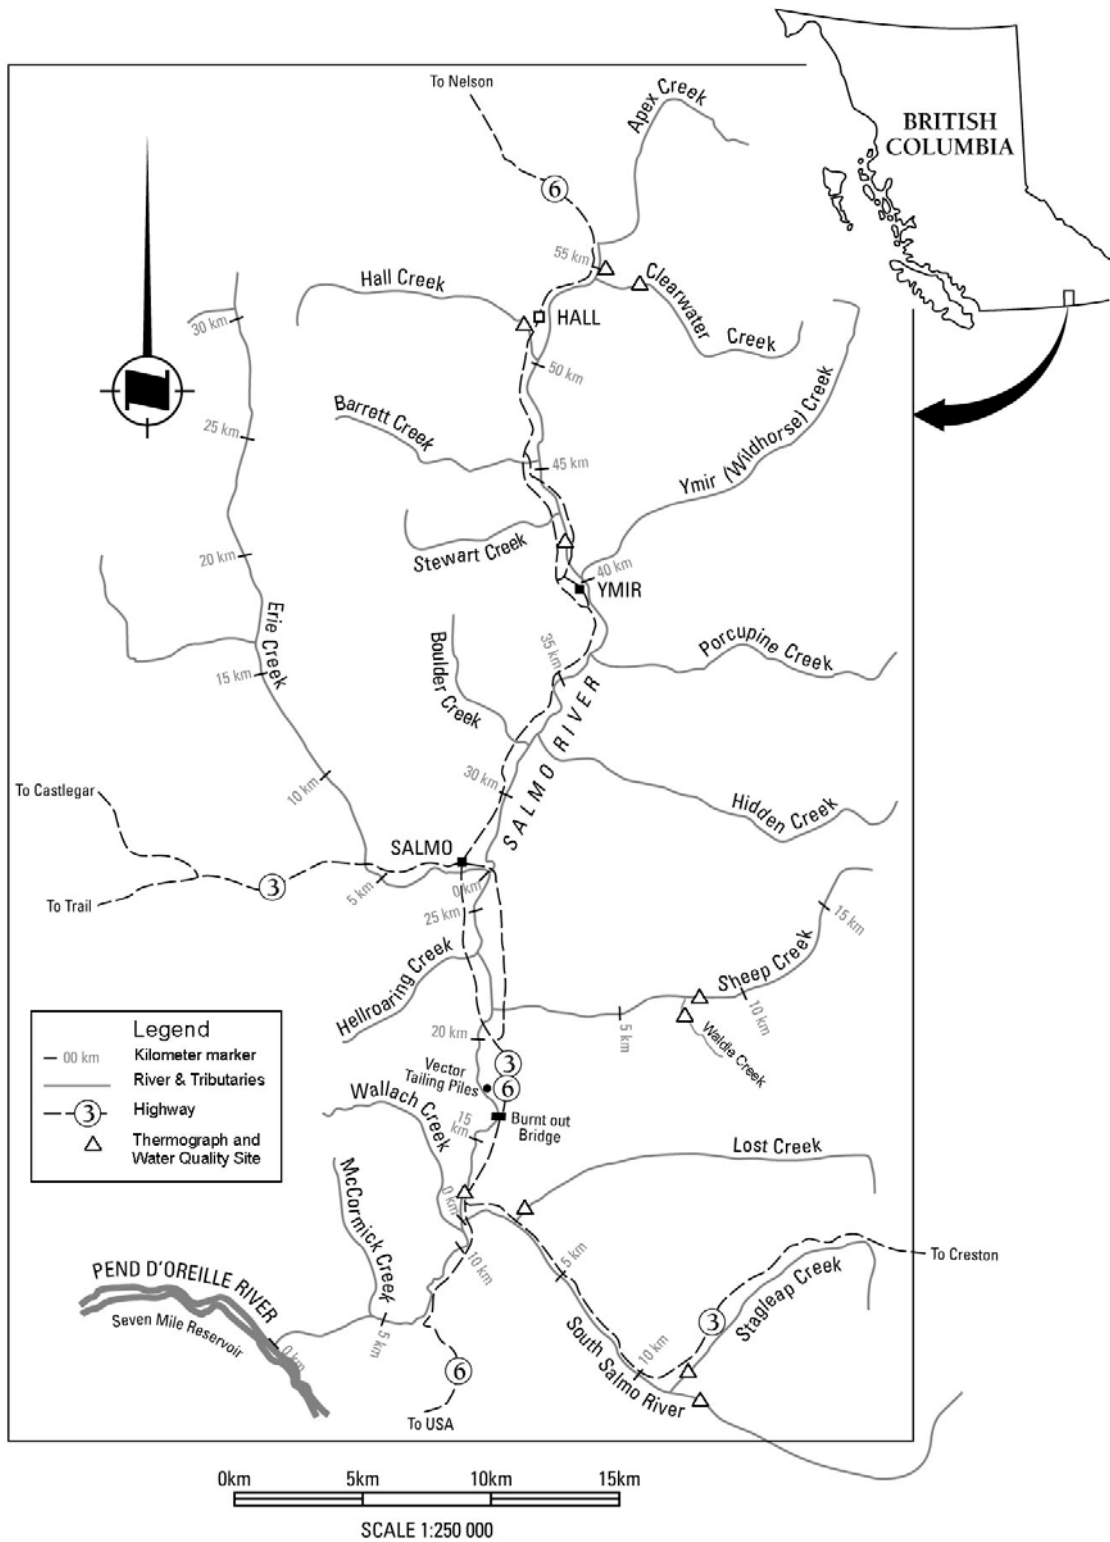 To Nelson
Apex Creek
BRITISH
COLUMBIA
6
55 km
Hall Creek
Clearwater
Creek
30 km
HALL
50 km
Barrett Creek
25 km
45 km
Ymir (Wildhorse) Creek
Stewart Creek
20 km
40 km
YMIR
Erie Creek
Boulder Creek
35 km
Porcupine Creek
15 km
SALMO RIVER
30 km
10 km
To Castlegar
Hidden Creek
SALMO
3
To Trail
5 km
0 km
25 km
15 km
Hellroaring Creek
Sheep Creek
10 km
5 km
Waldie Creek
20 km
Legend
00 km Kilometer marker
River & Tributaries
3 Highway
Thermograph and
Water Quality Site
3
6
Vector
Tailing Piles
Wallach Creek
15
km
Burnt out
Bridge
Lost Creek
McCormick Creek
0 km
10 km
5 km
To Creston
PEND D'OREILLE RIVER
Seven Mile Reservoir
0 km
5 km
Stagleap Creek
3
10 km
South Salmo River
6
To USA
0km 5km 10km 15km
SCALE 1:250 000